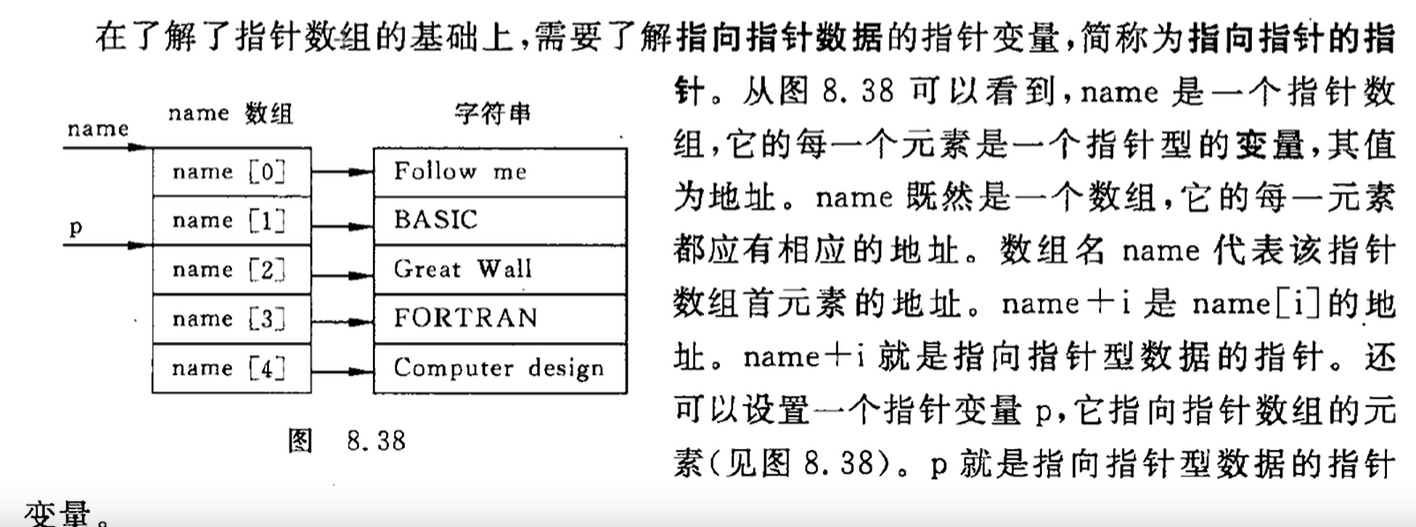 在了解了指针数组的基础上,需要了解指向指针数据的指针变量,简称为指向指针的指
针。从图 8.38 可以看到,name 是一个指针数
组,它的每一个元素是一个指针型的变量,其值
为地址。name 既然是一个数组,它的每一元素
都应有相应的地址。数组名 name 代表该指针
数组首元素的地址。name+i 是 name[i]的地
址。name+i 就是指向指针型数据的指针。还
可以设置一个指针变量 p,它指向指针数组的元
素(见图 8.38)。p 就是指向指针型数据的指针
变量。
name 数组 字符串
name
name [0] Follow me
name [1] BASIC
p
name [2] Great Wall
name [3] FORTRAN
name [4] Computer design
图 8.38